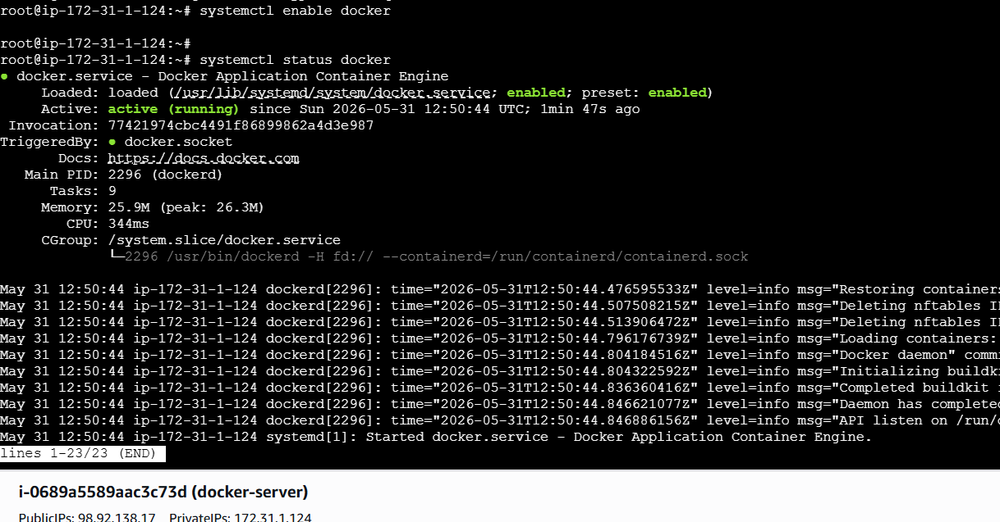 root@ip-172-31-1-124:~# systemctl enable docker
root@ip-172-31-1-124:~#
root@ip-172-31-1-124:~# systemctl status docker
● docker.service - Docker Application Container Engine
Loaded: loaded (/usr/lib/systemd/system/docker.service; enabled; preset: enabled)
Active: active (running) since Sun 2026-05-31 12:50:44 UTC; 1min 47s ago
Invocation: 77421974cbc4491f86899862a4d3e987
TriggeredBy: ● docker.socket
Docs: https://docs.docker.com
Main PID: 2296 (dockerd)
Tasks: 9
Memory: 25.9M (peak: 26.3M)
CPU: 344ms
CGroup: /system.slice/docker.service
└─2296 /usr/bin/dockerd -H fd:// --containerd=/run/containerd/containerd.sock
May 31 12:50:44 ip-172-31-1-124 dockerd[2296]: time="2026-05-31T12:50:44.476595533Z" level=info msg="Restoring containers
May 31 12:50:44 ip-172-31-1-124 dockerd[2296]: time="2026-05-31T12:50:44.507508215Z" level=info msg="Deleting nftables I
May 31 12:50:44 ip-172-31-1-124 dockerd[2296]: time="2026-05-31T12:50:44.513906472Z" level=info msg="Deleting nftables I
May 31 12:50:44 ip-172-31-1-124 dockerd[2296]: time="2026-05-31T12:50:44.796176739Z" level=info msg="Loading containers:
May 31 12:50:44 ip-172-31-1-124 dockerd[2296]: time="2026-05-31T12:50:44.804184516Z" level=info msg="Docker daemon" commi
May 31 12:50:44 ip-172-31-1-124 dockerd[2296]: time="2026-05-31T12:50:44.804322592Z" level=info msg="Initializing buildk
May 31 12:50:44 ip-172-31-1-124 dockerd[2296]: time="2026-05-31T12:50:44.836360416Z" level=info msg="Completed buildkit i
May 31 12:50:44 ip-172-31-1-124 dockerd[2296]: time="2026-05-31T12:50:44.846621077Z" level=info msg="Daemon has completed
May 31 12:50:44 ip-172-31-1-124 dockerd[2296]: time="2026-05-31T12:50:44.846886156Z" level=info msg="API listen on /run/
May 31 12:50:44 ip-172-31-1-124 systemd[1]: Started docker.service - Docker Application Container Engine.
lines 1-23/23 (END)
i-0689a5589aac3c73d (docker-server)
PublicIPs: 98.92.138.17 PrivateIPs: 172.31.1.124